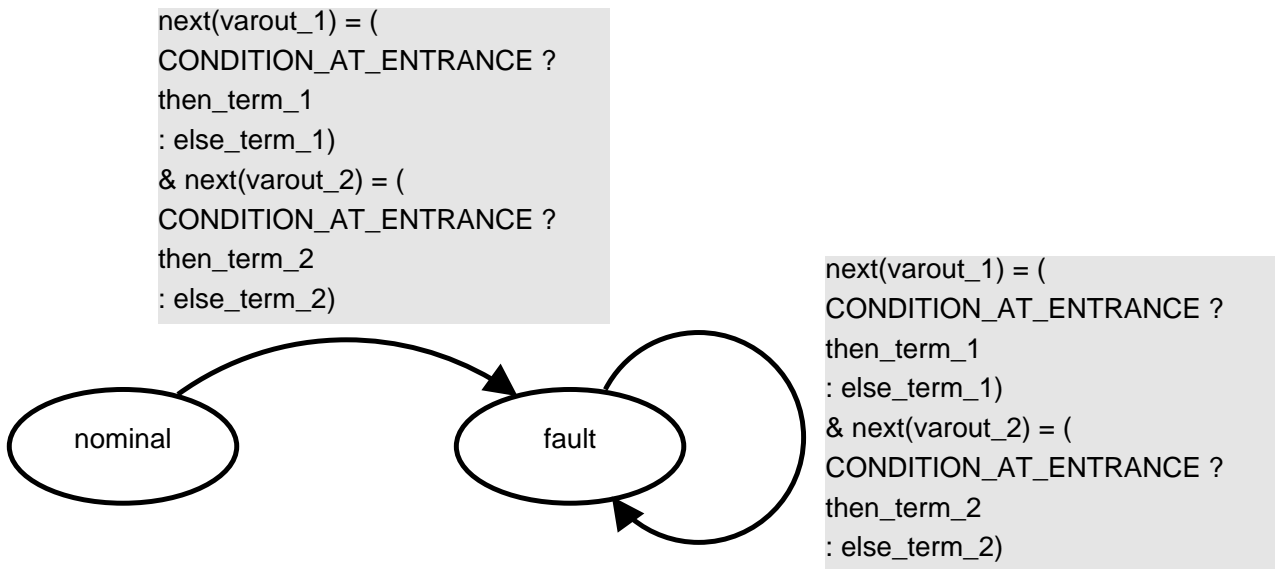 next(varout_1) = (
CONDITION_AT_ENTRANCE ?
then_term_1
: else_term_1)
& next(varout_2) = (
CONDITION_AT_ENTRANCE ?
then_term_2
: else_term_2)
nominal
fault
next(varout_1) = (
CONDITION_AT_ENTRANCE ?
then_term_1
: else_term_1)
& next(varout_2) = (
CONDITION_AT_ENTRANCE ?
then_term_2
: else_term_2)